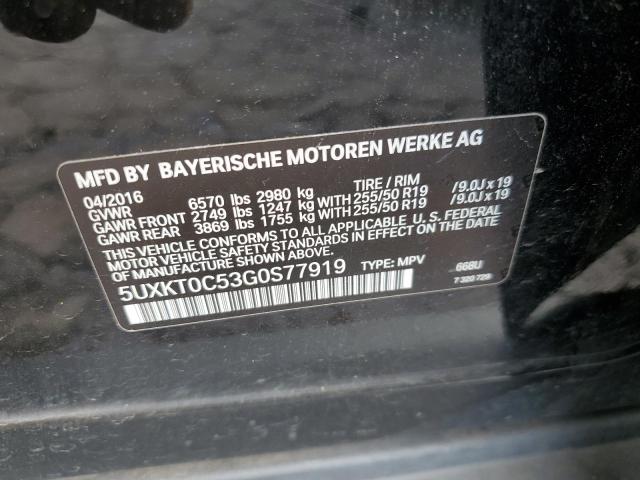 MFD BY BAYERISCHE MOTOREN WERKE AG
04/2016 TIRE / RIM
GVWR 6570 lbs 2980 kg
GAWR FRONT 2749 lbs 1247 kg WITH 255/50 R19 /9.0J x 19
GAWR REAR 3869 lbs 1755 kg WITH 255/50 R19 /9.0J x 19
THIS VEHICLE CONFORMS TO ALL APPLICABLE U.S. FEDERAL
MOTOR VEHICLE SAFETY STANDARDS IN EFFECT ON THE DATE
OF MANUFACTURE SHOWN ABOVE.
5UXKT0C53G0S77919 TYPE: MPV 668U
7 320 729